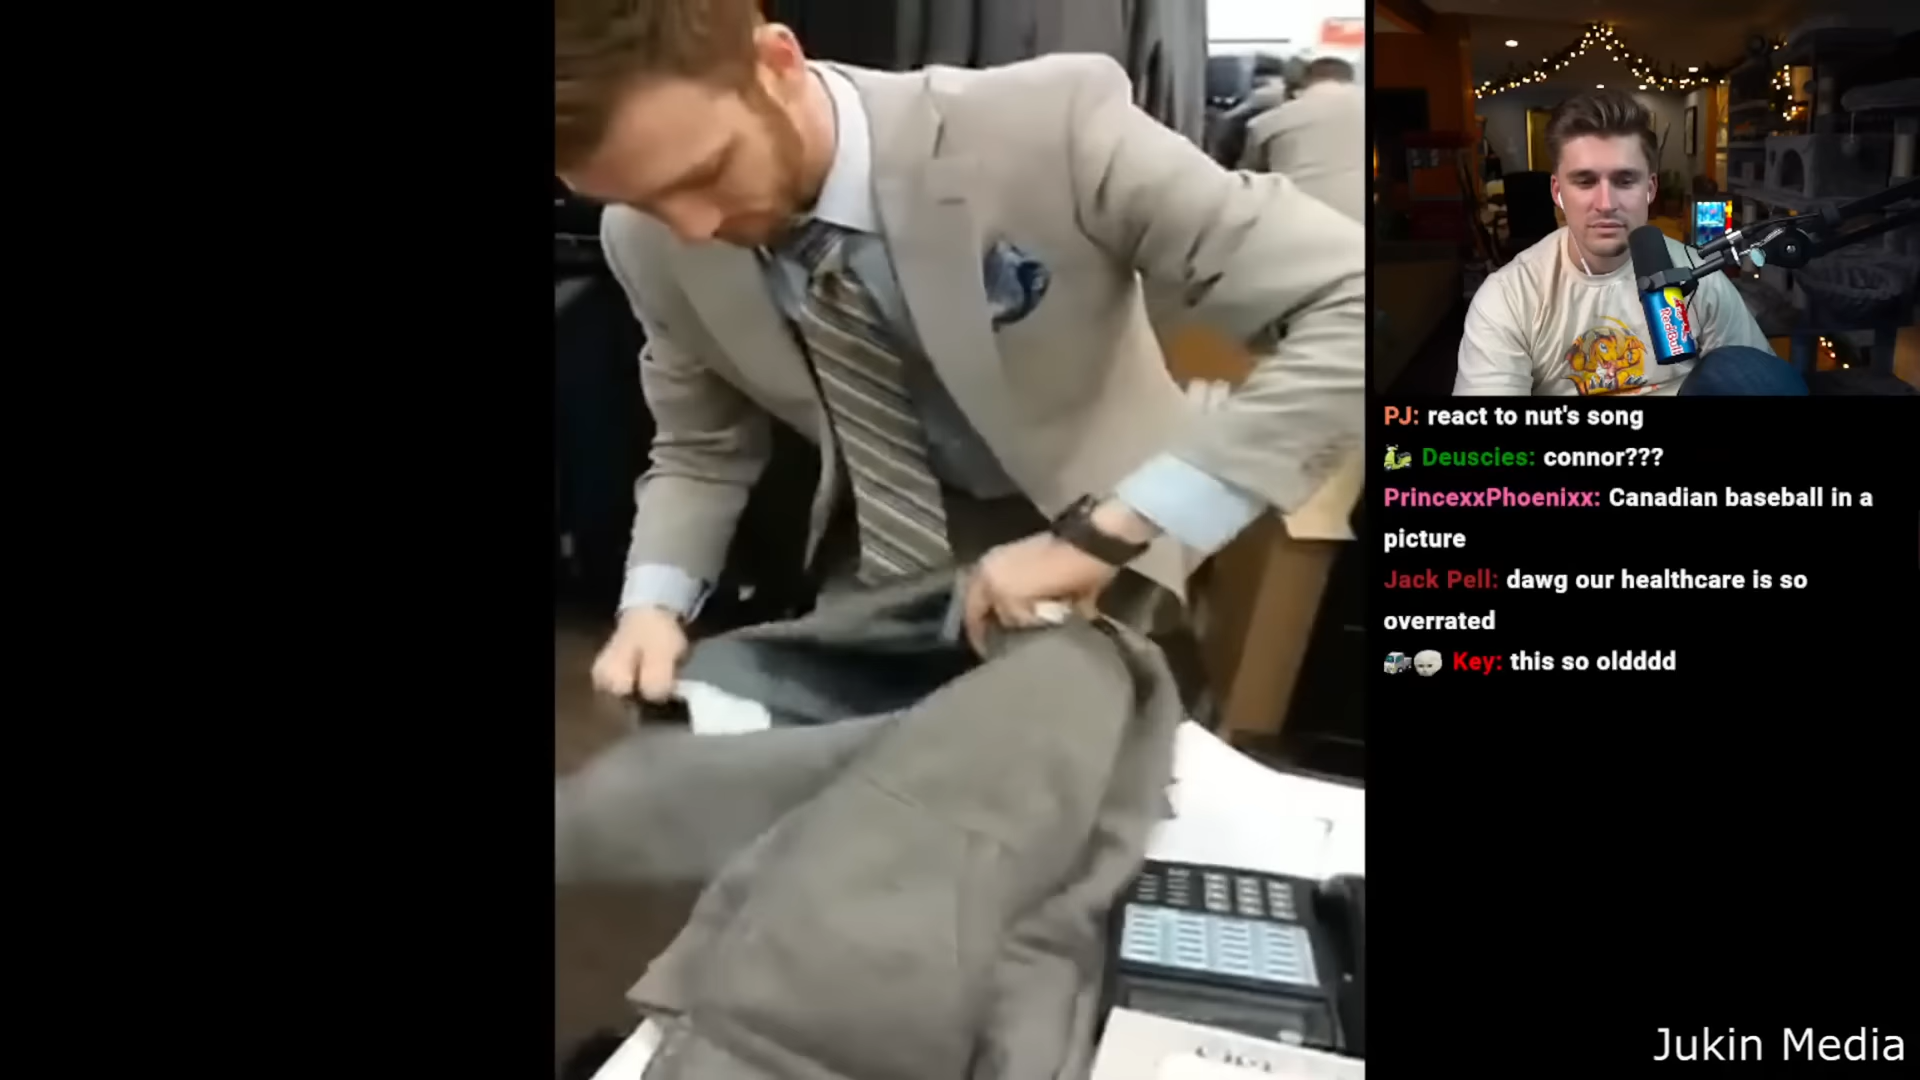 RedBull
PJ: react to nut's song
Deuscies: connor???
PrincexxPhoenixx: Canadian baseball in a
picture
Jack Pell: dawg our healthcare is so
overrated
Key: this so oldddd
Jukin Media